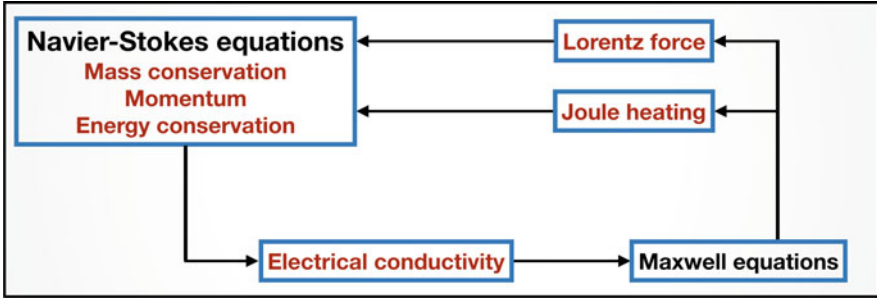 Navier-Stokes equations
Mass conservation
Momentum
Energy conservation
Lorentz force
Joule heating
Electrical conductivity
Maxwell equations